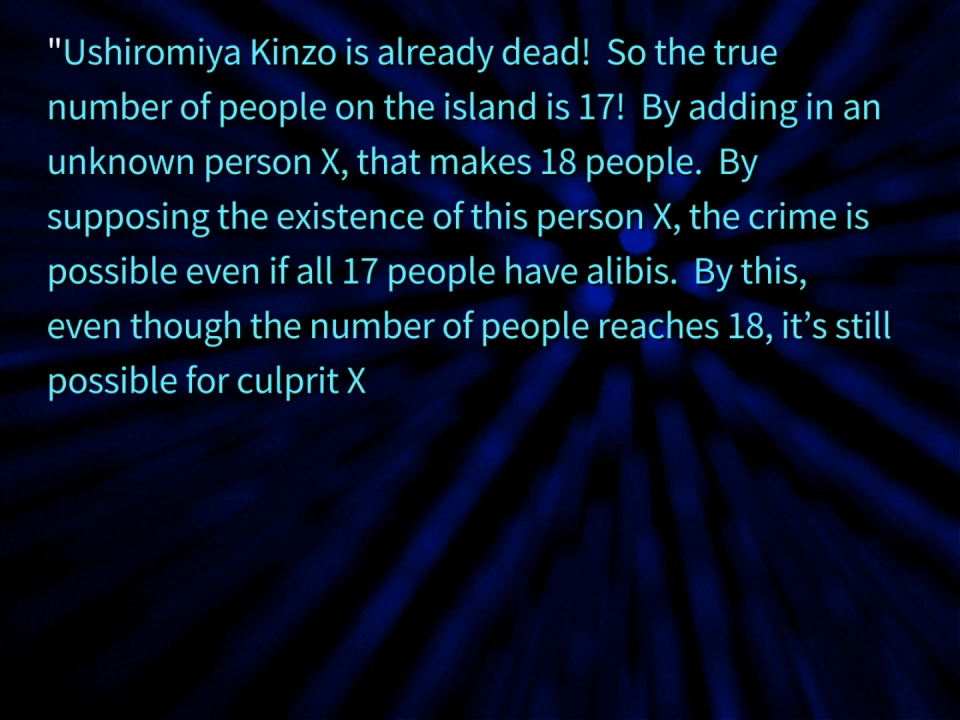 "Ushiromiya Kinzo is already dead!  So the true
number of people on the island is 17!  By adding in an
unknown person X, that makes 18 people.  By
supposing the existence of this person X, the crime is
possible even if all 17 people have alibis.  By this,
even though the number of people reaches 18, it’s still
possible for culprit X